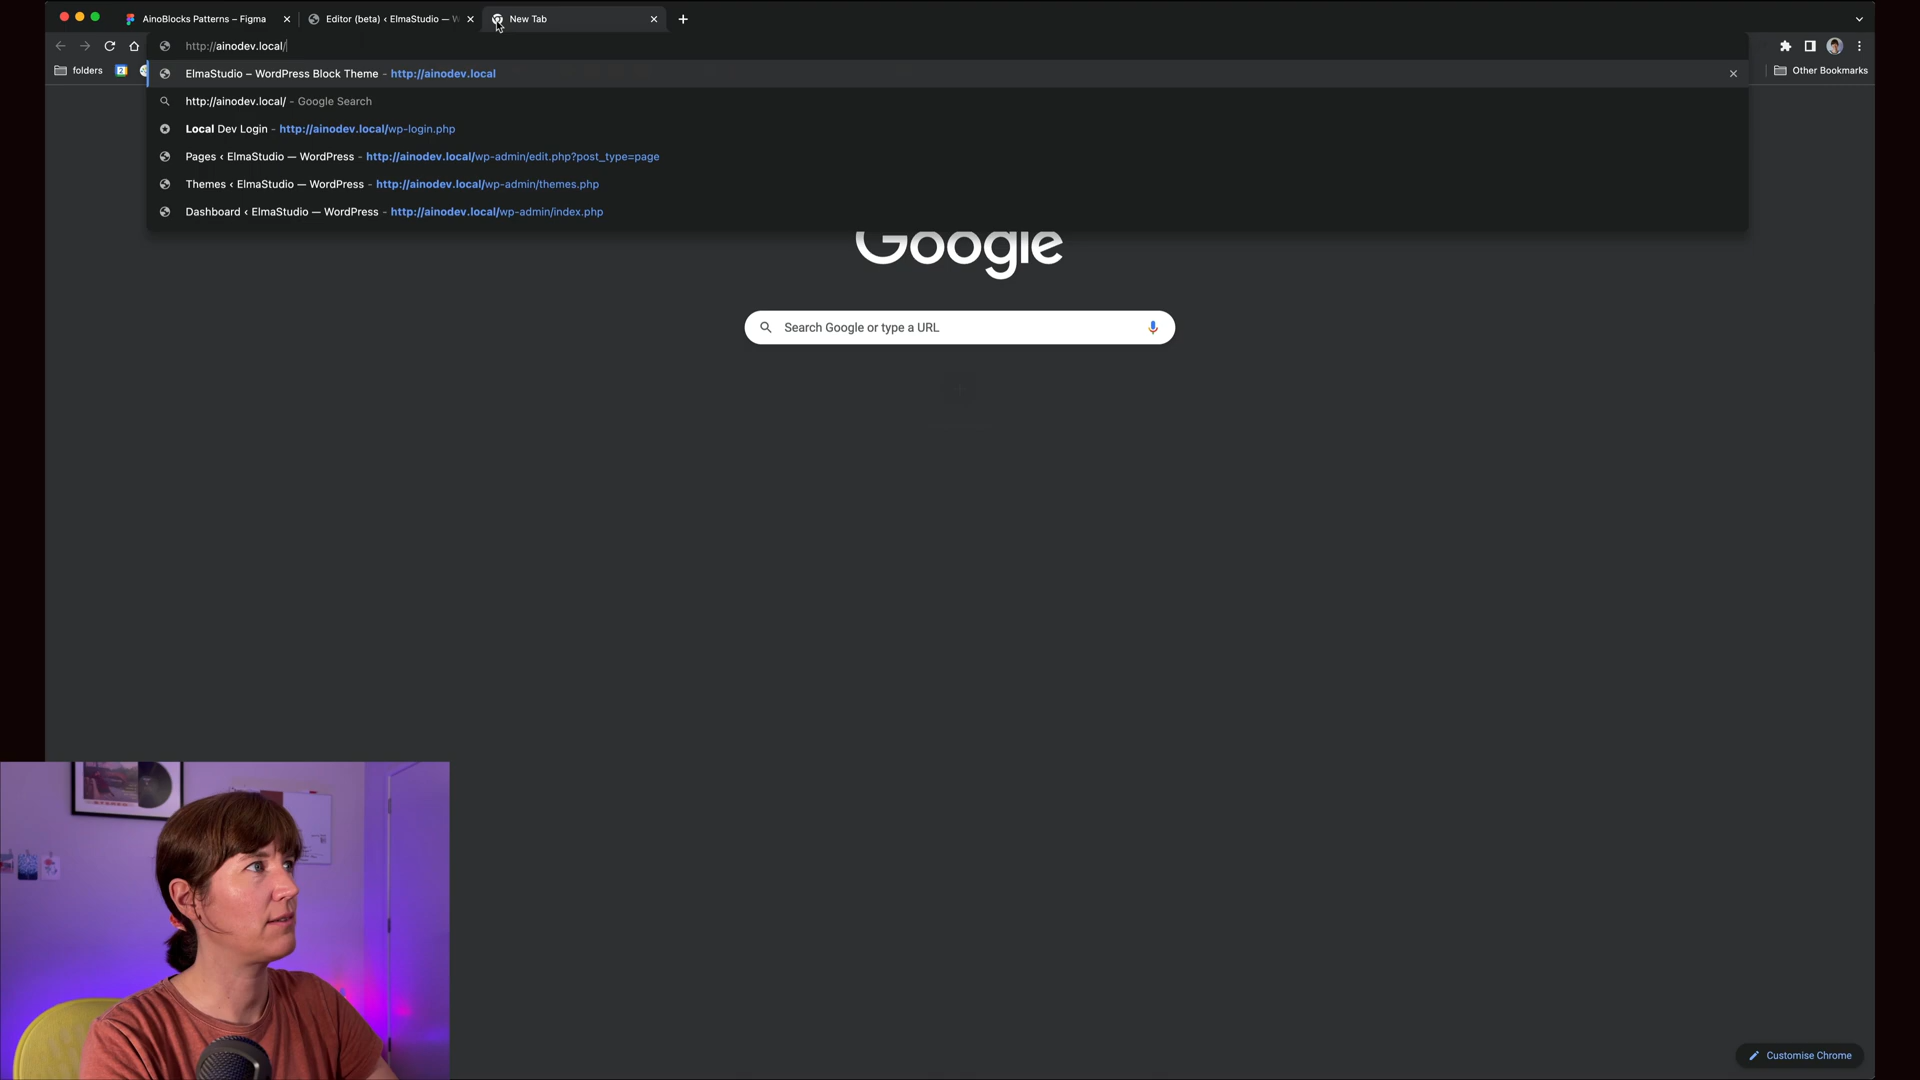 AinoBlocks Patterns – Figma
Editor (beta) ‹ ElmaStudio — W
New Tab
http://ainodev.local/
folders
2
ElmaStudio – WordPress Block Theme - http://ainodev.local
http://ainodev.local/ - Google Search
Local Dev Login - http://ainodev.local/wp-login.php
Pages ‹ ElmaStudio — WordPress - http://ainodev.local/wp-admin/edit.php?post_type=page
Themes ‹ ElmaStudio — WordPress - http://ainodev.local/wp-admin/themes.php
Dashboard ‹ ElmaStudio — WordPress - http://ainodev.local/wp-admin/index.php
Other Bookmarks
Google
Search Google or type a URL
Customise Chrome